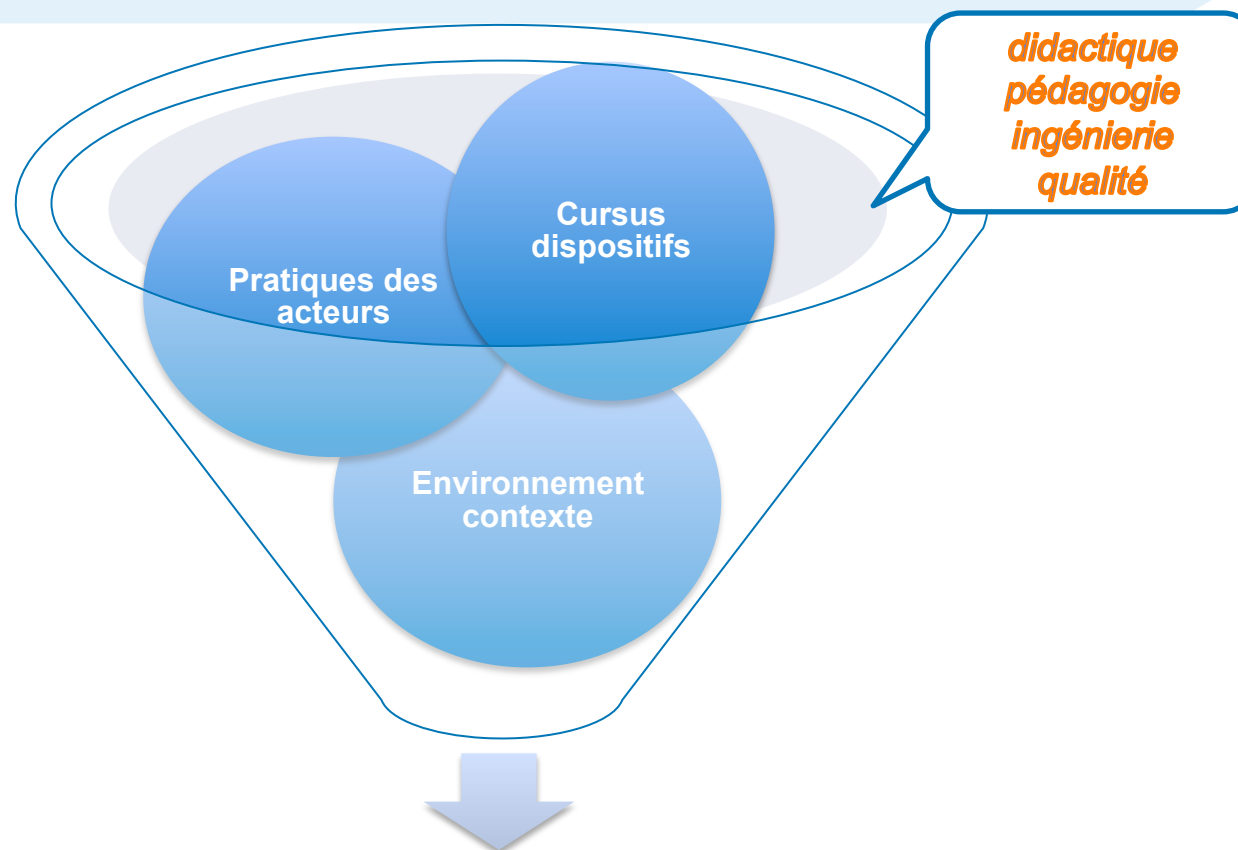 didactique
pédagogie
ingénierie
qualité
Cursus
dispositifs
Pratiques des
acteurs
Environnement
contexte